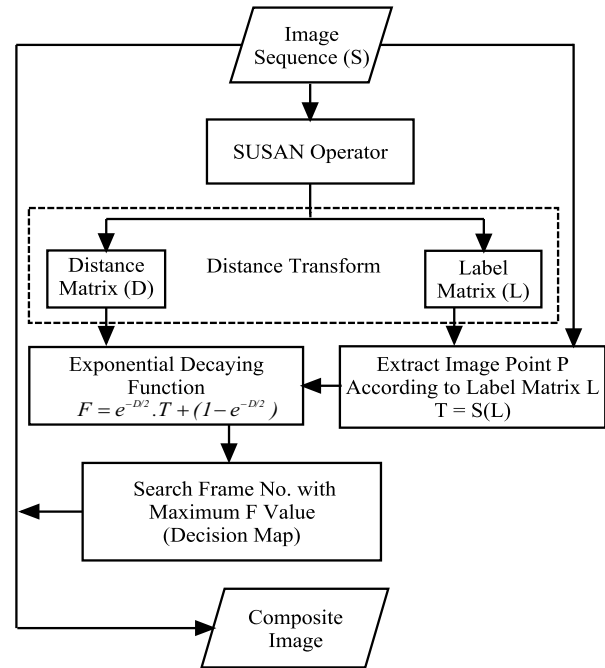 Image
Sequence (S)
SUSAN Operator
Distance
Matrix (D)
Distance Transform
Label
Matrix (L)
Exponential Decaying
Function
F = e^{-D/2} .T + (1–e^{-D/2} )
Extract Image Point P
According to Label Matrix L
T = S(L)
Search Frame No. with
Maximum F Value
(Decision Map)
Composite
Image